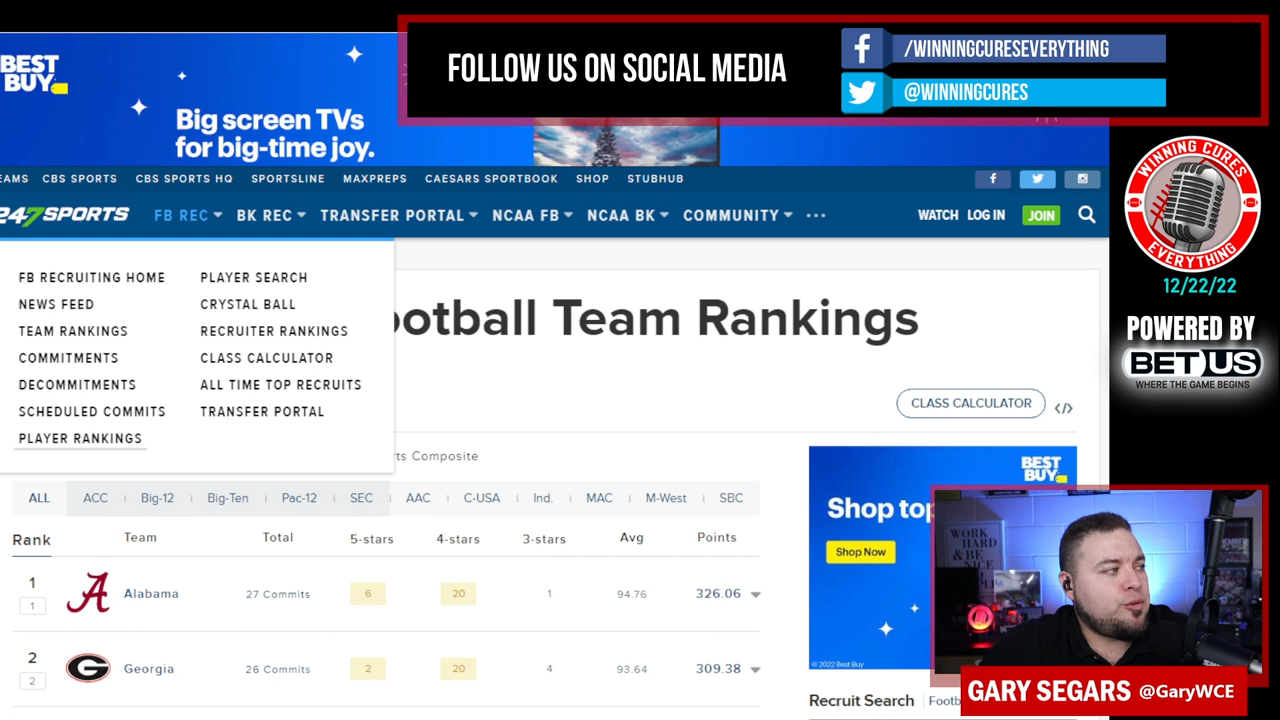 FOLLOW US ON SOCIAL MEDIA
/WINNINGCURESEVERYTHING
@WINNINGCURES
BEST
BUY
Big screen TVs
for big-time joy.
WINNING CURES
EVERYTHING
12/22/22
POWERED BY
BET US
WHERE THE GAME BEGINS
EAMS CBS SPORTS CBS SPORTS HQ SPORTSLINE MAXPREPS CAESARS SPORTBOOK SHOP STUBHUB
247SPORTS FB REC BK REC TRANSFER PORTAL NCAA FB NCAA BK COMMUNITY ••• WATCH LOG IN JOIN
FB RECRUITING HOME PLAYER SEARCH
NEWS FEED CRYSTAL BALL
TEAM RANKINGS RECRUITER RANKINGS
COMMITMENTS CLASS CALCULATOR
DECOMMITMENTS ALL TIME TOP RECRUITS
SCHEDULED COMMITS TRANSFER PORTAL
PLAYER RANKINGS
ootball Team Rankings
CLASS CALCULATOR </>
rts Composite
ALL ACC Big-12 Big-Ten Pac-12 SEC AAC C-USA Ind. MAC M-West SBC
Rank Team Total 5-stars 4-stars 3-stars Avg Points
1 Alabama 27 Commits 6 20 1 94.76 326.06
1
2 Georgia 26 Commits 2 20 4 93.64 309.38
2
BEST
BUY
Shop top
Shop Now
© 2022 Best Buy
Recruit Search Footb
WORK
HARD
& BE
NICE
GARY SEGARS @GaryWCE